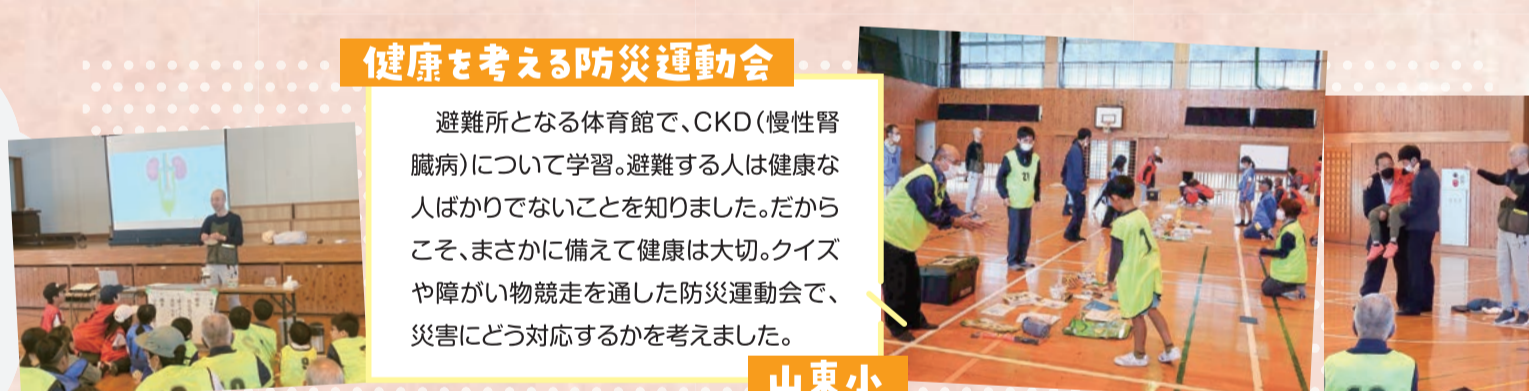 健康を考える防災運動会
避難所となる体育館で、CKD(慢性腎
臓病)について学習。避難する人は健康な
人ばかりでないことを知りました。だから
こそ、まさかに備えて健康は大切。クイズ
や障がい物競走を通した防災運動会で、
災害にどう対応するかを考えました。
21
1
山東小